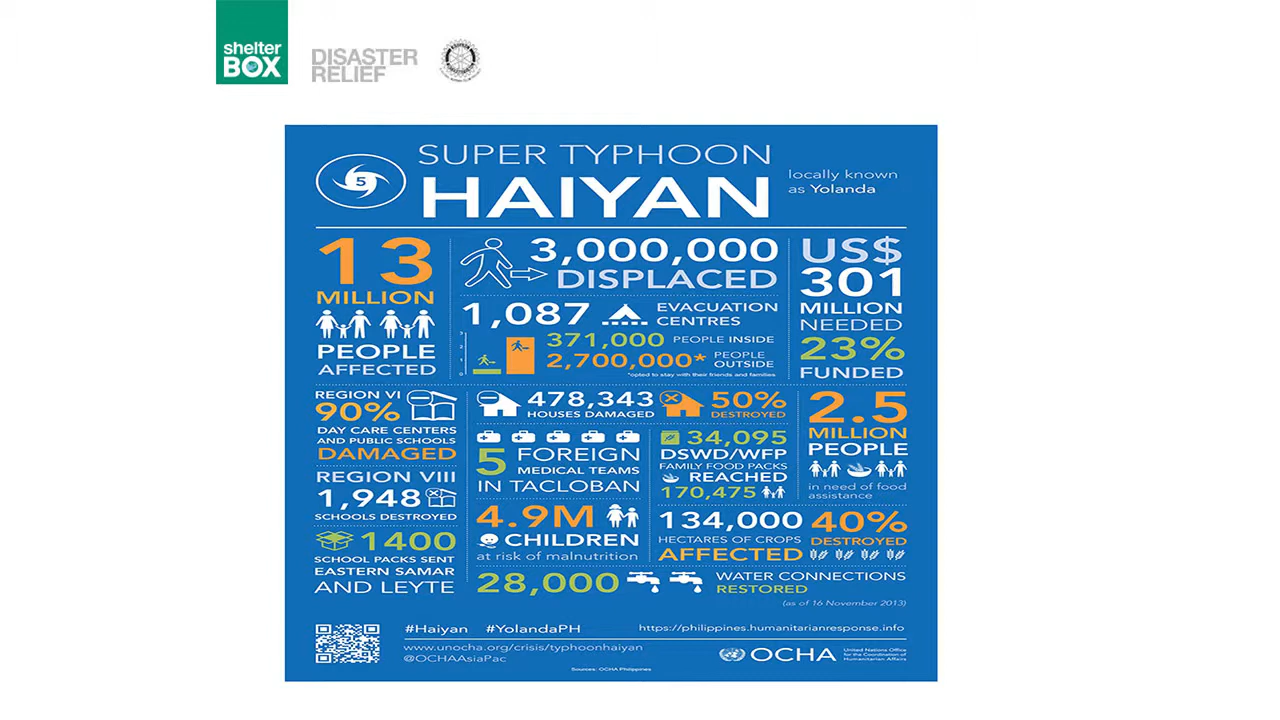 shelter
BOX
DISASTER
RELIEF
SUPER TYPHOON
HAIYAN
locally known
as Yolanda
5
13
MILLION
PEOPLE
AFFECTED
3,000,000
DISPLACED
1,087
EVACUATION
CENTRES
371,000 PEOPLE INSIDE
2,700,000* PEOPLE
OUTSIDE
*opted to stay with their friends and families
US$
301
MILLION
NEEDED
23%
FUNDED
REGION VI
90%
DAY CARE CENTERS
AND PUBLIC SCHOOLS
DAMAGED
REGION VIII
1,948
SCHOOLS DESTROYED
1400
SCHOOL PACKS SENT
EASTERN SAMAR
AND LEYTE
478,343
HOUSES DAMAGED
50%
DESTROYED
5 FOREIGN
MEDICAL TEAMS
IN TACLOBAN
34,095
DSWD/WFP
FAMILY FOOD PACKS
REACHED
170,475
2.5
MILLION
PEOPLE
in need of food
assistance
4.9M
CHILDREN
at risk of malnutrition
134,000
HECTARES OF CROPS
AFFECTED
40%
DESTROYED
28,000
WATER CONNECTIONS
RESTORED
(as of 16 November 2013)
#Haiyan #YolandaPH
https://philippines.humanitarianresponse.info
www.unocha.org/crisis/typhoonhaiyan
@OCHAAsiaPac
OCHA
United Nations Office
for the Coordination of
Humanitarian Affairs
Sources: OCHA Philippines